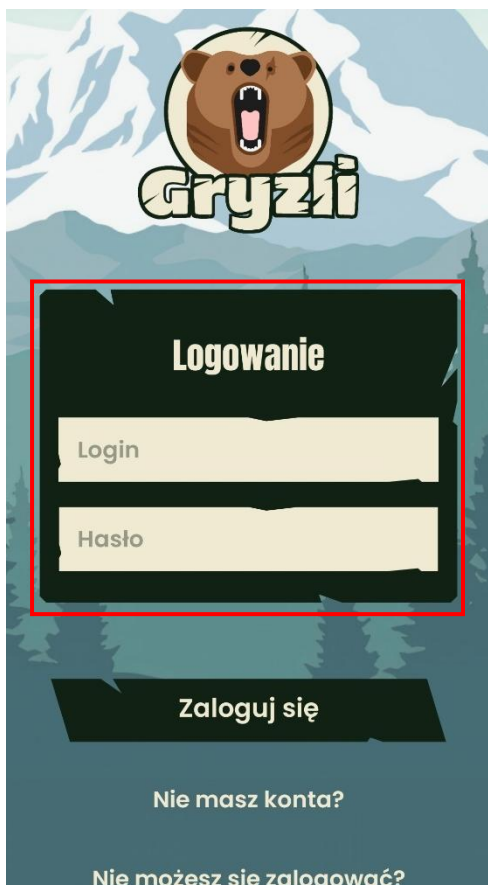 Gryzli
Logowanie
Login
Hasło
Zaloguj się
Nie masz konta?
Nie możesz się zalogować?